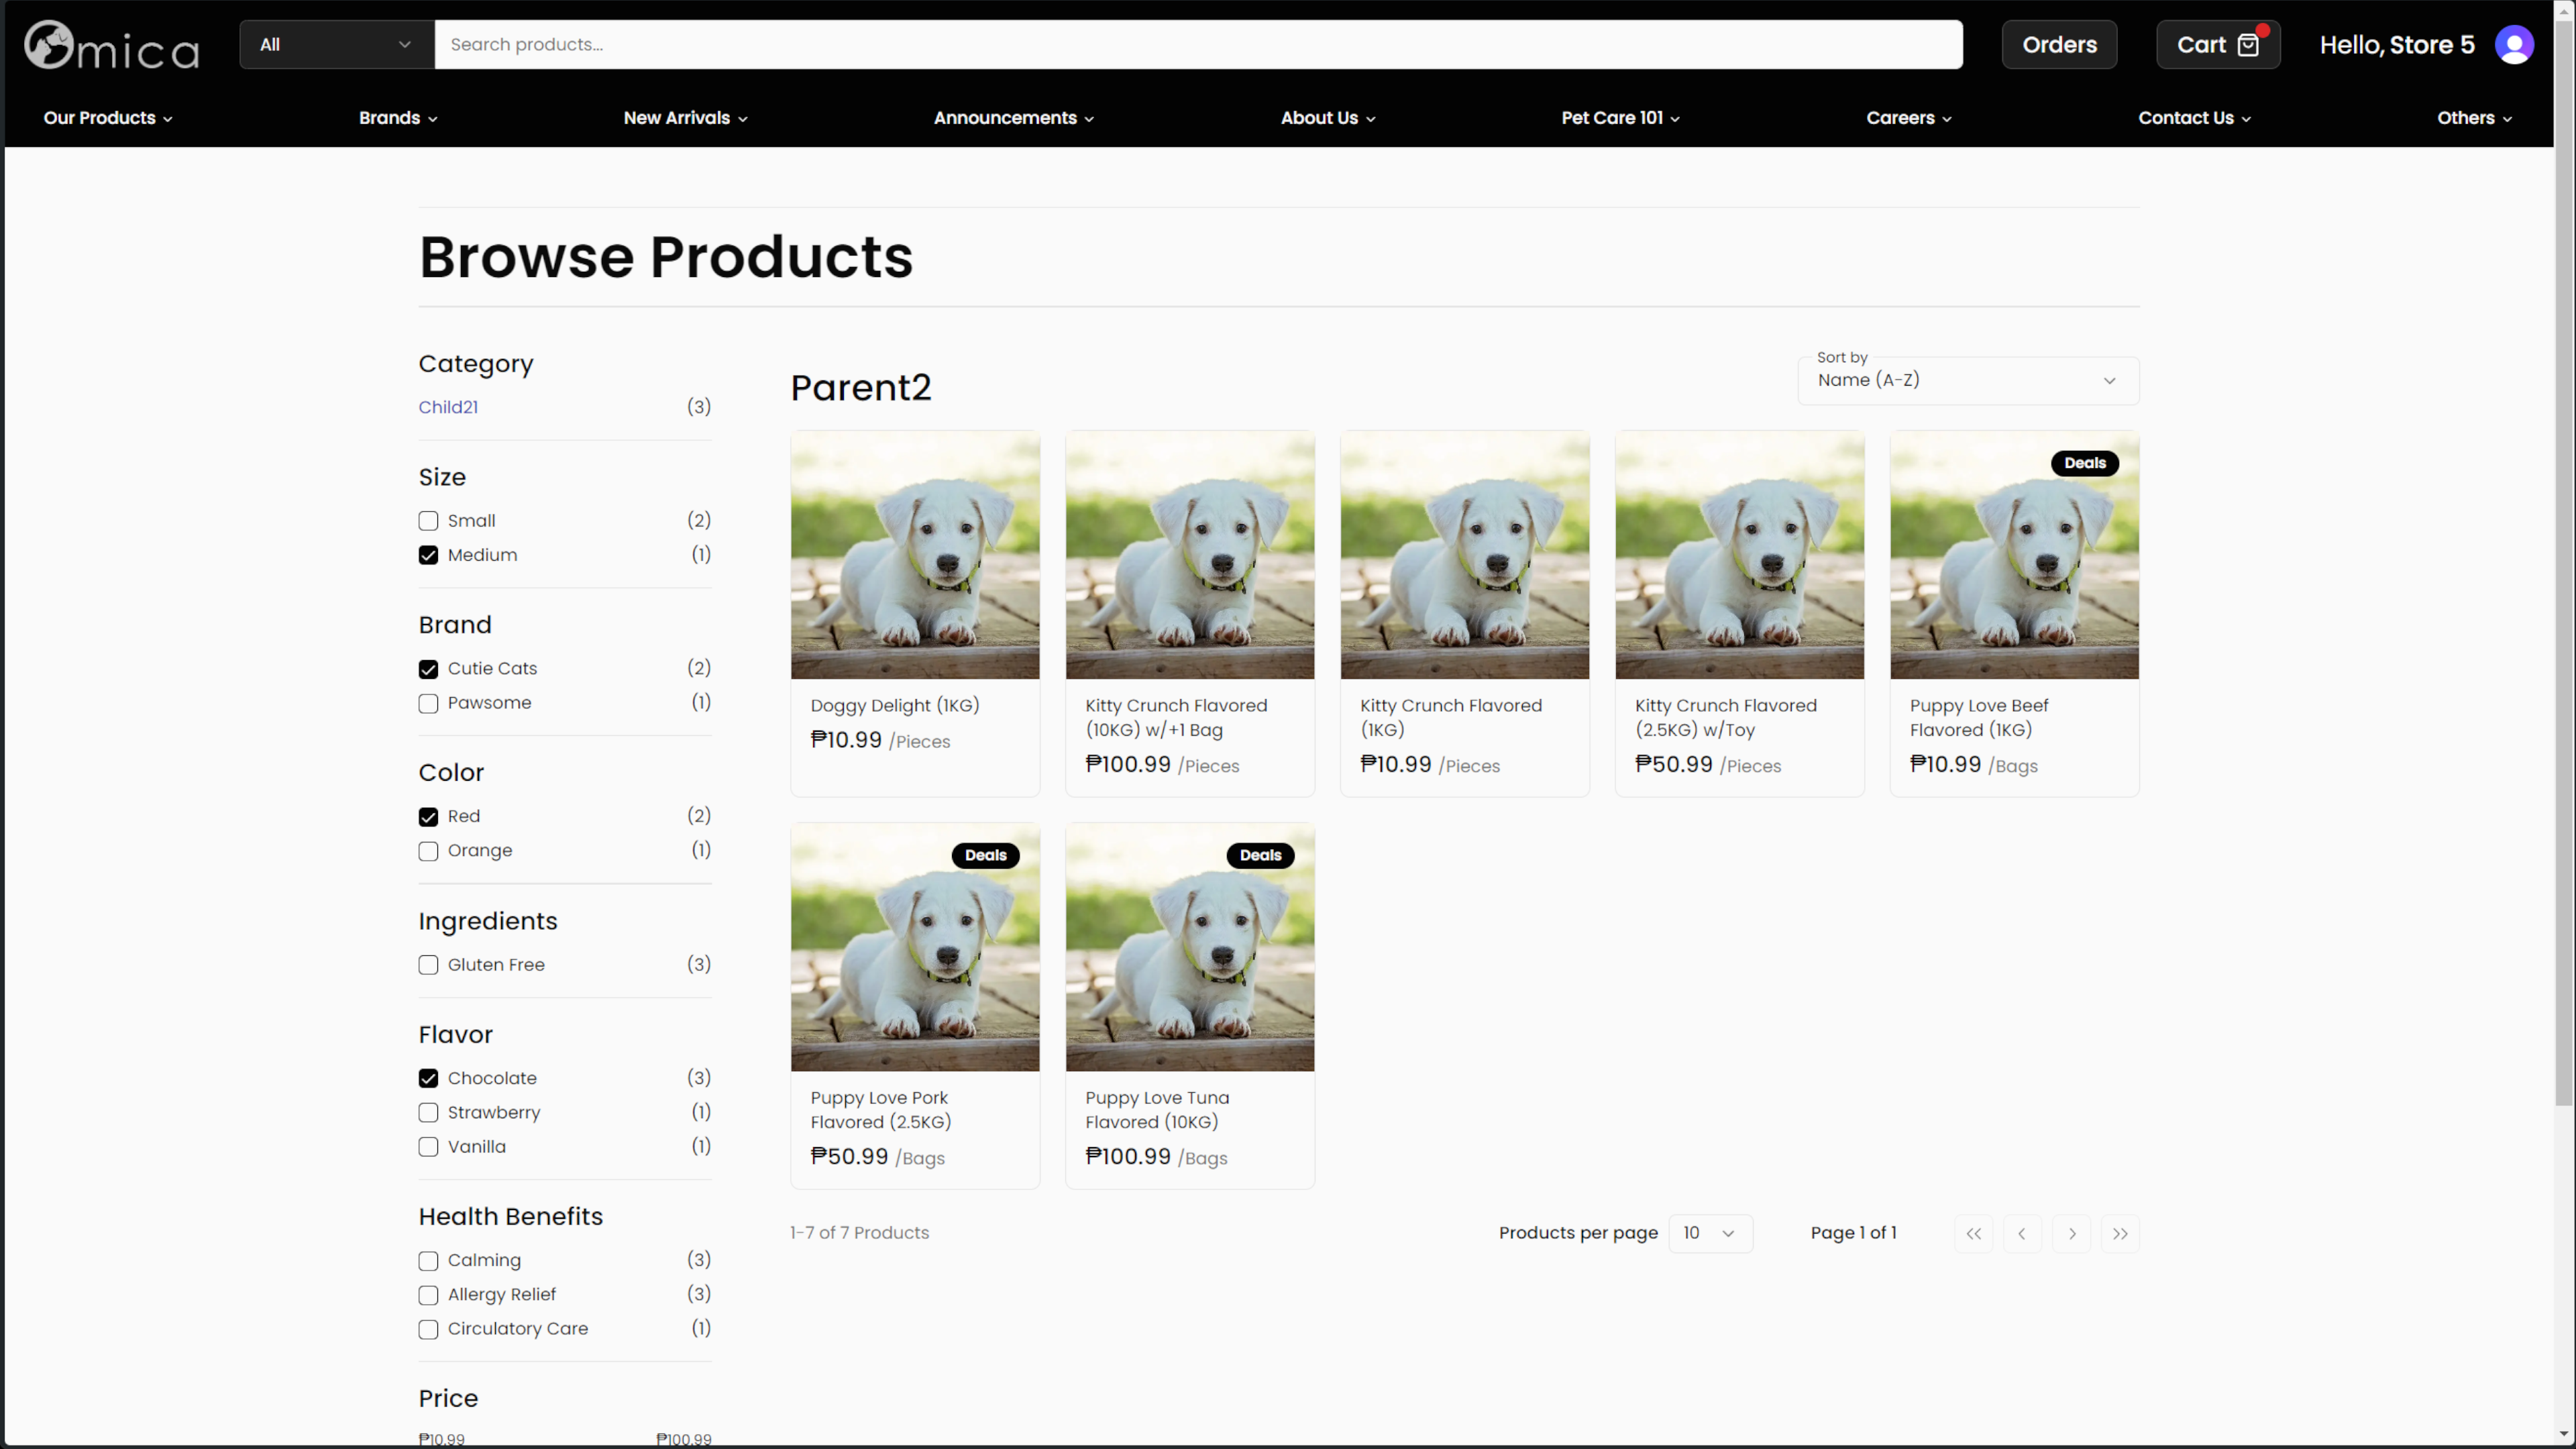 Omica
All
Search products...
Orders
Cart
Hello, Store 5
Our Products
Brands
New Arrivals
Announcements
About Us
Pet Care 101
Careers
Contact Us
Others
Browse Products
Category
Child21 (3)
Size
Small (2)
Medium (1)
Brand
Cutie Cats (2)
Pawsome (1)
Color
Red (2)
Orange (1)
Ingredients
Gluten Free (3)
Flavor
Chocolate (3)
Strawberry (1)
Vanilla (1)
Health Benefits
Calming (3)
Allergy Relief (3)
Circulatory Care (1)
Price
₱10.99 ₱100.99
Parent2
Sort by
Name (A-Z)
Doggy Delight (1KG)
₱10.99 /Pieces
Kitty Crunch Flavored
(10KG) w/+1 Bag
₱100.99 /Pieces
Kitty Crunch Flavored
(1KG)
₱10.99 /Pieces
Kitty Crunch Flavored
(2.5KG) w/Toy
₱50.99 /Pieces
Deals
Puppy Love Beef
Flavored (1KG)
₱10.99 /Bags
Deals
Puppy Love Pork
Flavored (2.5KG)
₱50.99 /Bags
Deals
Puppy Love Tuna
Flavored (10KG)
₱100.99 /Bags
1-7 of 7 Products
Products per page 10
Page 1 of 1